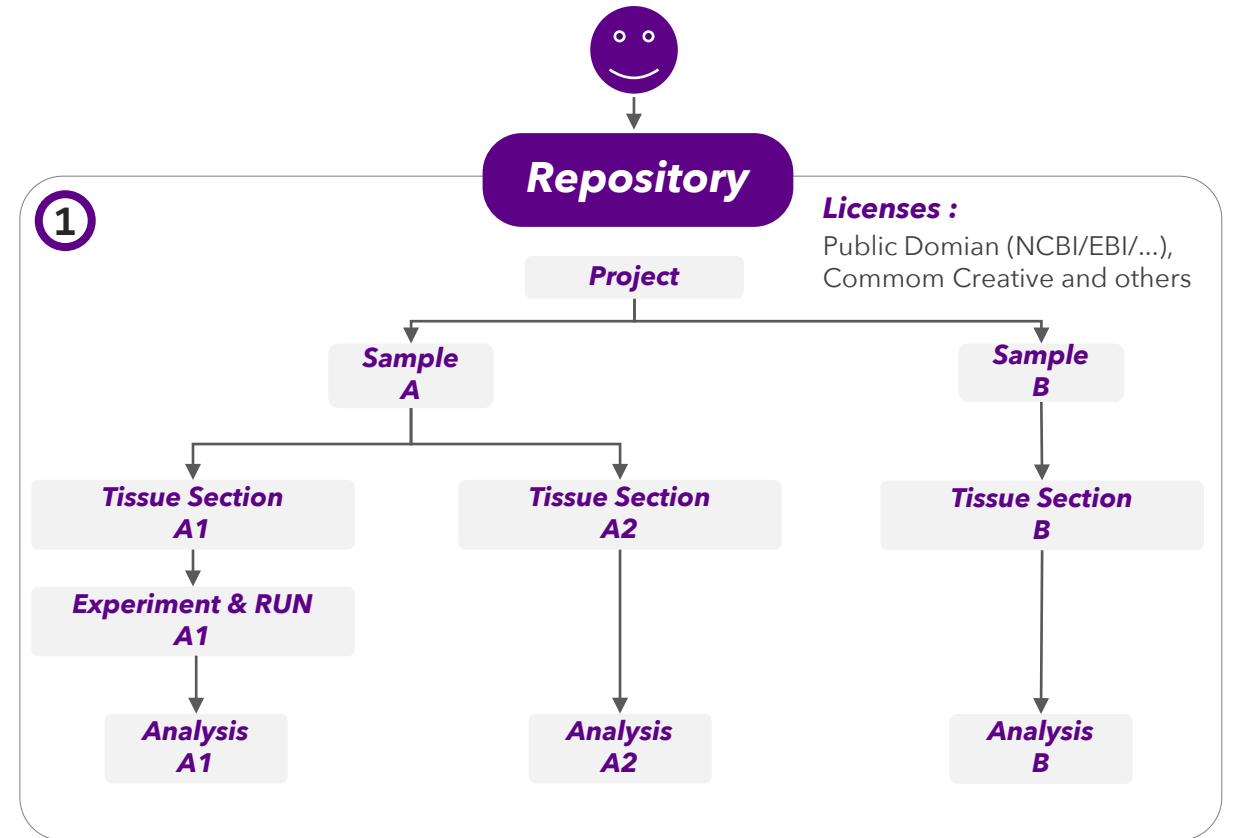 Repository
1
Licenses :
Public Domian (NCBI/EBI/...),
Commom Creative and others
Project
Sample
A
Sample
B
Tissue Section
A1
Tissue Section
A2
Tissue Section
B
Experiment & RUN
A1
Analysis
A1
Analysis
A2
Analysis
B